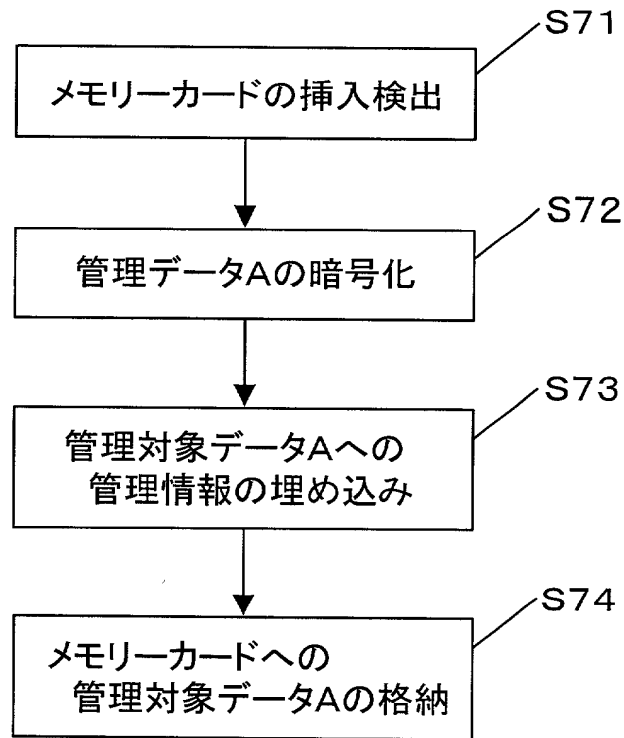 S71
メモリーカードの挿入検出
S72
管理データAの暗号化
S73
管理対象データAへの
管理情報の埋め込み
S74
メモリーカードへの
管理対象データAの格納